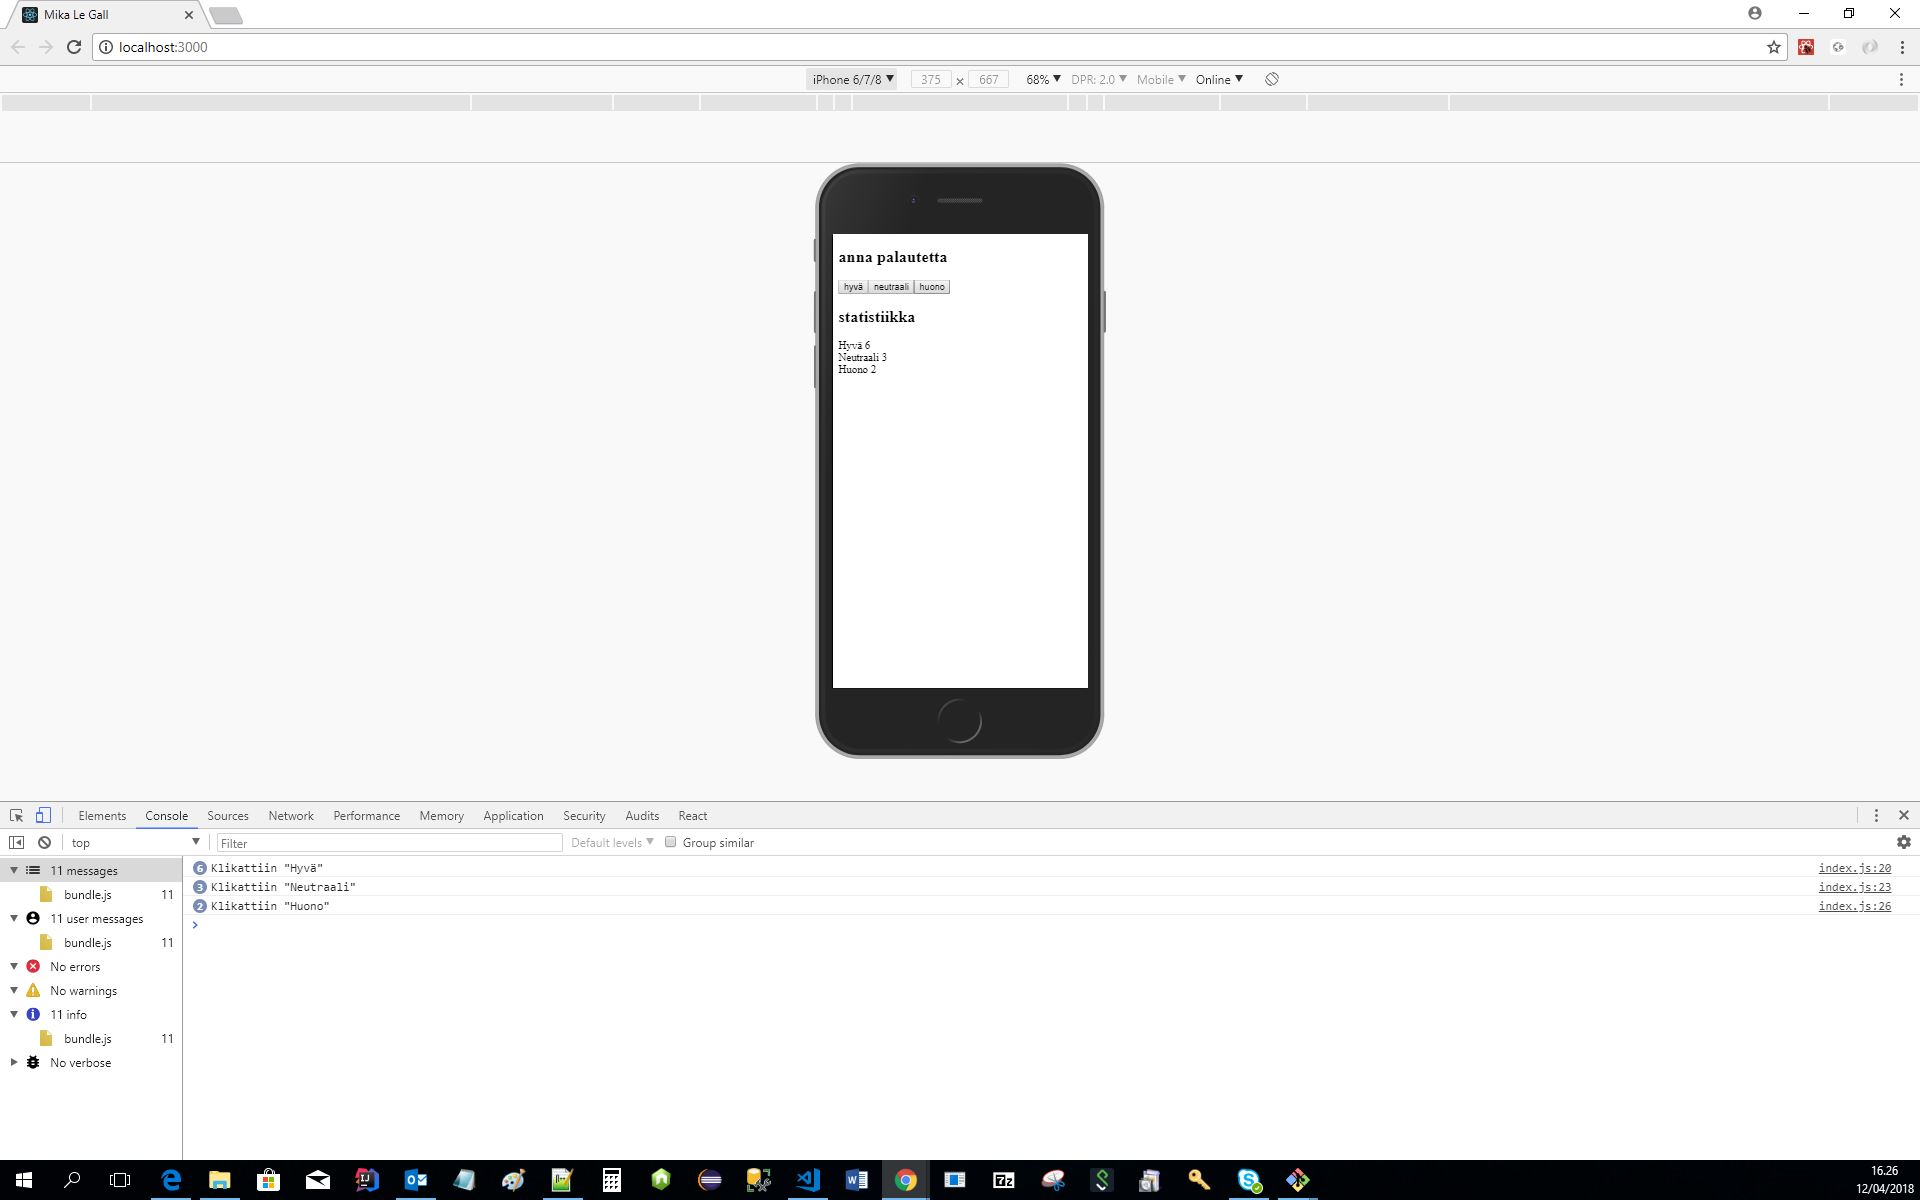 Mika Le Gall
localhost:3000
iPhone 6/7/8 ▼ 375 × 667 68% ▼ DPR: 2.0 ▼ Mobile ▼ Online ▼
anna palautetta
hyvä neutraali huono
statistiikka
Hyvä 6
Neutraali 3
Huono 2
Elements Console Sources Network Performance Memory Application Security Audits React
top ▼ Filter Default levels ▼ Group similar
11 messages
bundle.js 11
11 user messages
bundle.js 11
No errors
No warnings
11 info
bundle.js 11
No verbose
6 Klikattiin "Hyvä" index.js:20
3 Klikattiin "Neutraali" index.js:23
2 Klikattiin "Huono" index.js:26
>
IJ
O
7z
W
S
16.26
12/04/2018